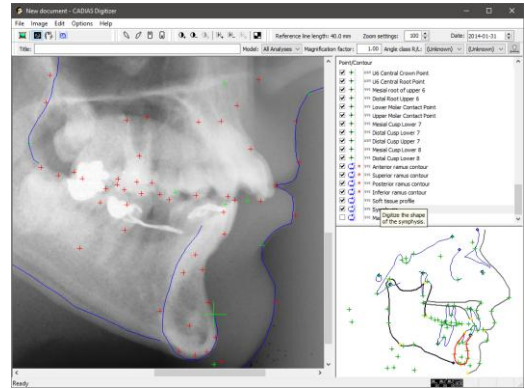 New document - CADIAS Digitizer
File Image Edit Options Help
Reference line length: 40.0 mm Zoom settings: 100 Date: 2014-01-31
Title: Model: All Analyses Magnification factor: 1.00 Angle class R/L: (Unknown) (Unknown)
Point/Contour
U6 Central Crown Point
U6 Central Root Point
Mesial root of upper 6
Distal Root Upper 6
Lower Molar Contact Point
Upper Molar Contact Point
Mesial Cusp Lower 7
Distal Cusp Lower 7
Distal Cusp Upper 7
Mesial Cusp Lower 8
Distal Cusp Lower 8
Anterior ramus contour
Superior ramus contour
Posterior ramus contour
Inferior ramus contour
Soft tissue profile
Digitize the shape
of the symphysis.
Ready